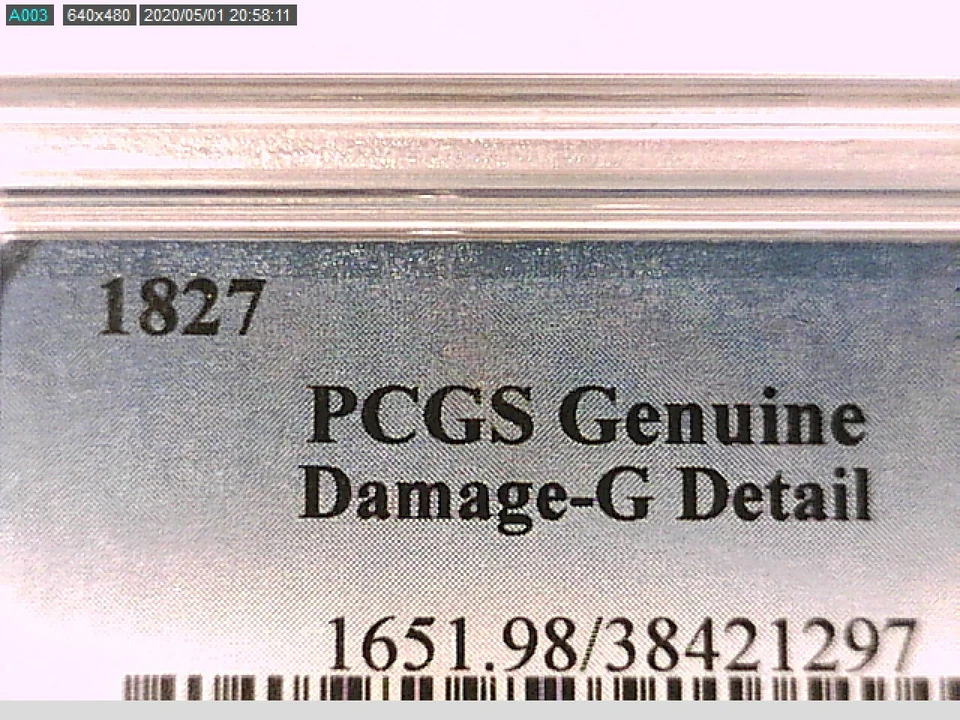 A003 640x480 2020/05/01 20:58:11
1827
PCGS Genuine
Damage-G Detail
1651.98/38421297